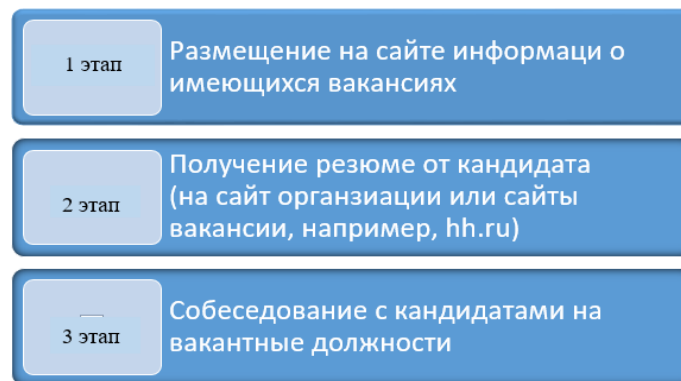 1 этап
Размещение на сайте информаци о
имеющихся вакансиях
2 этап
Получение резюме от кандидата
(на сайт органзиации или сайты
вакансии, например, hh.ru)
3 этап
Собеседование с кандидатами на
вакантные должности